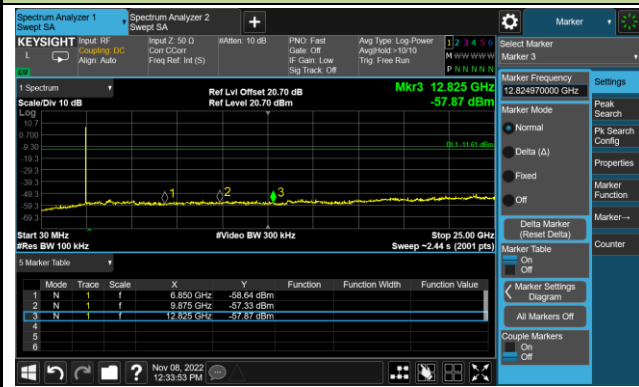 Spectrum Analyzer 1
Swept SA
Spectrum Analyzer 2
Swept SA
Marker
KEYSIGHT
L
Input: RF
Coupling: DC
Align: Auto
Input Z: 50 Ω
Corr CCorr
Freq Ref: Int (S)
#Atten: 10 dB
PNO: Fast
Gate: Off
IF Gain: Low
Sig Track: Off
Avg Type: Log-Power
Avg|Hold:>10/10
Trig: Free Run
1 2 3 4 5 6
M W W W W W
P N N N N N
Select Marker
Marker 3
1 Spectrum
Scale/Div 10 dB
Ref Lvl Offset 20.70 dB
Ref Level 20.70 dBm
Mkr3 12.825 GHz
-57.87 dBm
Log
10.7
0.700
-9.30
-19.3
-29.3
-39.3
-49.3
-59.3
-69.3
DL1 -11.61 dBm
1
2
3
Start 30 MHz
#Res BW 100 kHz
#Video BW 300 kHz
Stop 25.00 GHz
Sweep ~2.44 s (2001 pts)
5 Marker Table
Mode Trace Scale X Y Function Function Width Function Value
1 N 1 f 6.850 GHz -58.64 dBm
2 N 1 f 9.875 GHz -57.33 dBm
3 N 1 f 12.825 GHz -57.87 dBm
4
5
6
Nov 08, 2022
12:33:53 PM
Marker Frequency
12.824970000 GHz
Marker Mode
Normal
Delta (Δ)
Fixed
Off
Delta Marker
(Reset Delta)
Marker Table
On
Off
Marker Settings
Diagram
All Markers Off
Couple Markers
On
Off
Settings
Peak
Search
Pk Search
Config
Properties
Marker
Function
Marker→
Counter